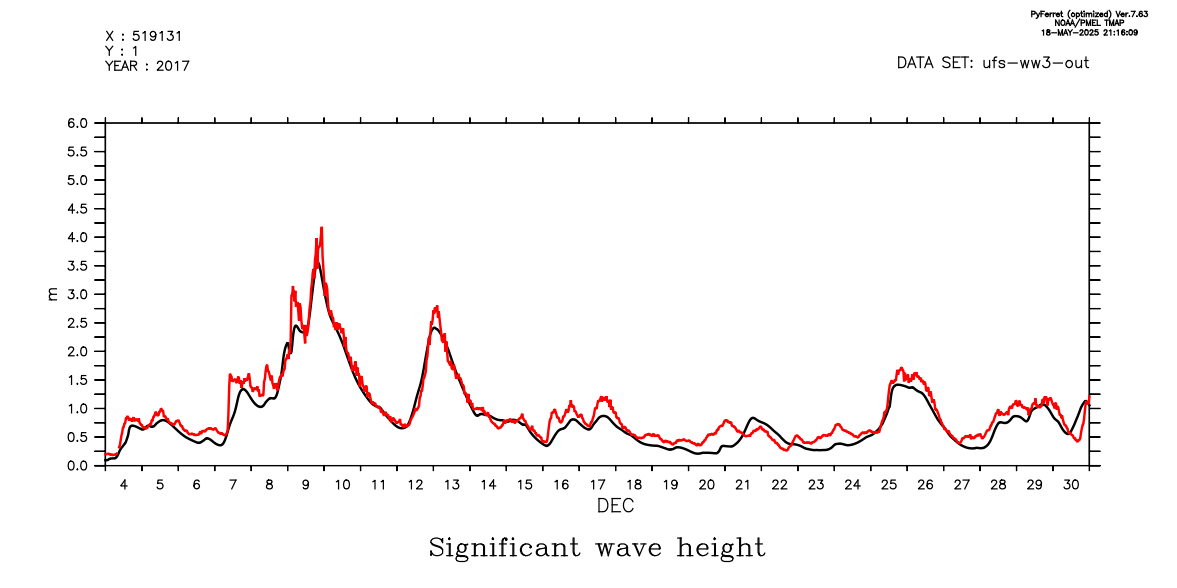 PyFerret (optimized) Ver.7.63
NOAA/PMEL TMAP
18-MAY-2025 21:16:09
X : 519131
Y : 1
YEAR : 2017
DATA SET: ufs-ww3-out
6.0
5.5
5.0
4.5
4.0
3.5
3.0
2.5
2.0
1.5
1.0
0.5
0.0
m
4 5 6 7 8 9 10 11 12 13 14 15 16 17 18 19 20 21 22 23 24 25 26 27 28 29 30
DEC
Significant wave height